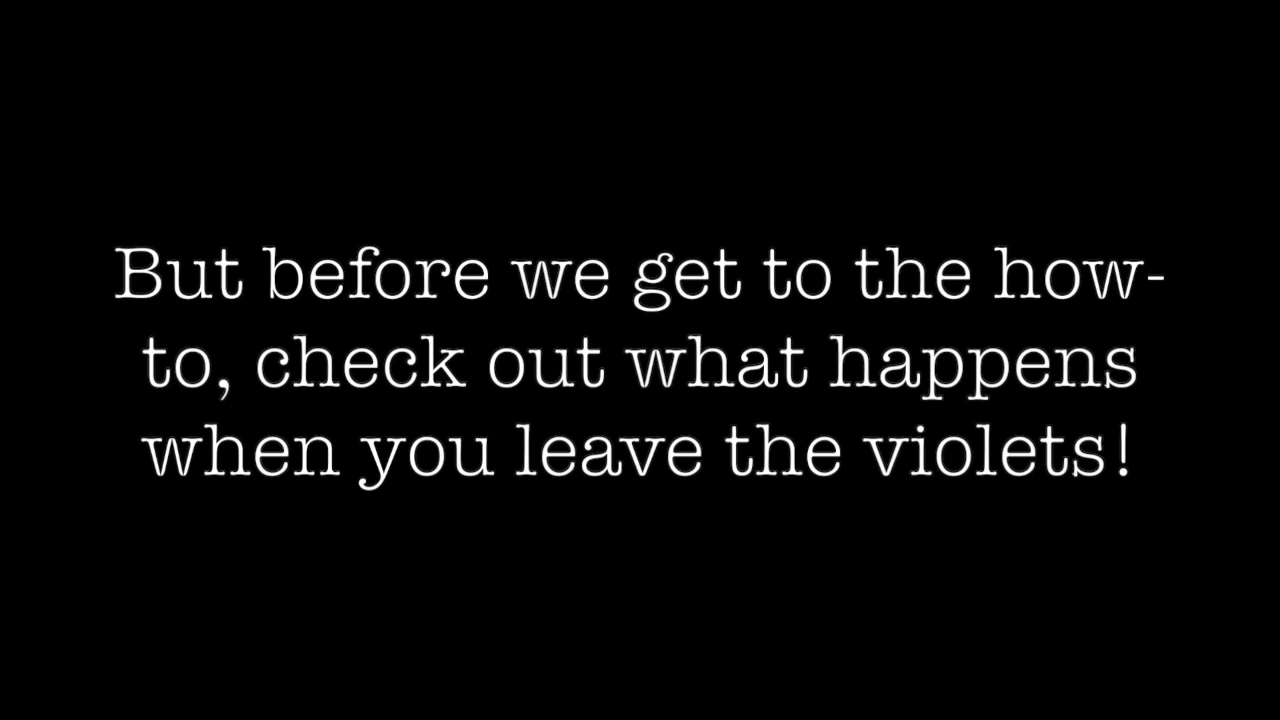 But before we get to the how-
to, check out what happens
when you leave the violets!